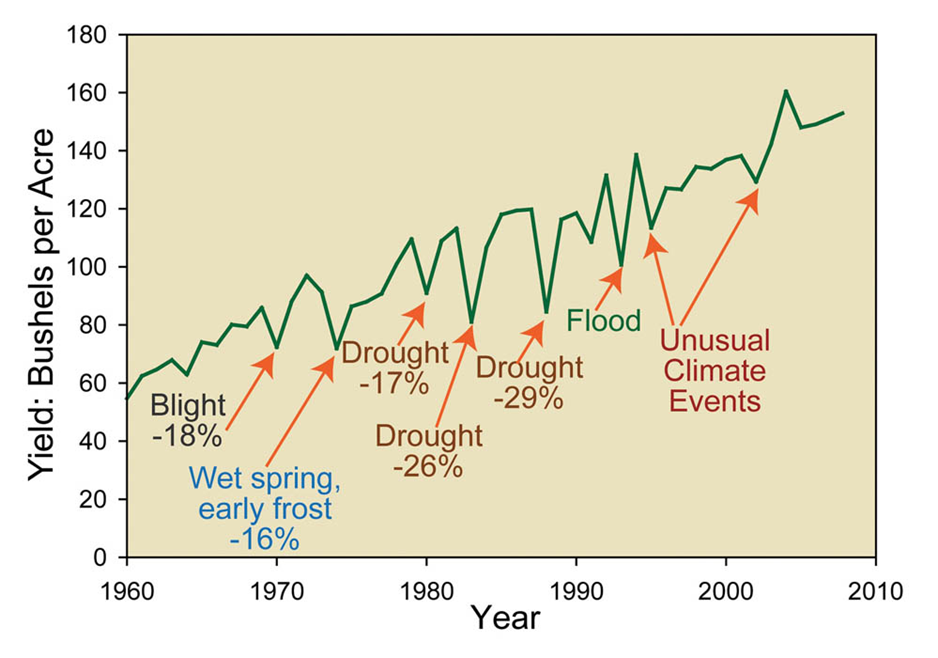 180
160
140
120
100
80
60
40
20
0
Yield: Bushels per Acre
Blight
-18%
Wet spring,
early frost
-16%
Drought
-17%
Drought
-26%
Drought
-29%
Flood
Unusual
Climate
Events
1960 1970 1980 1990 2000 2010
Year